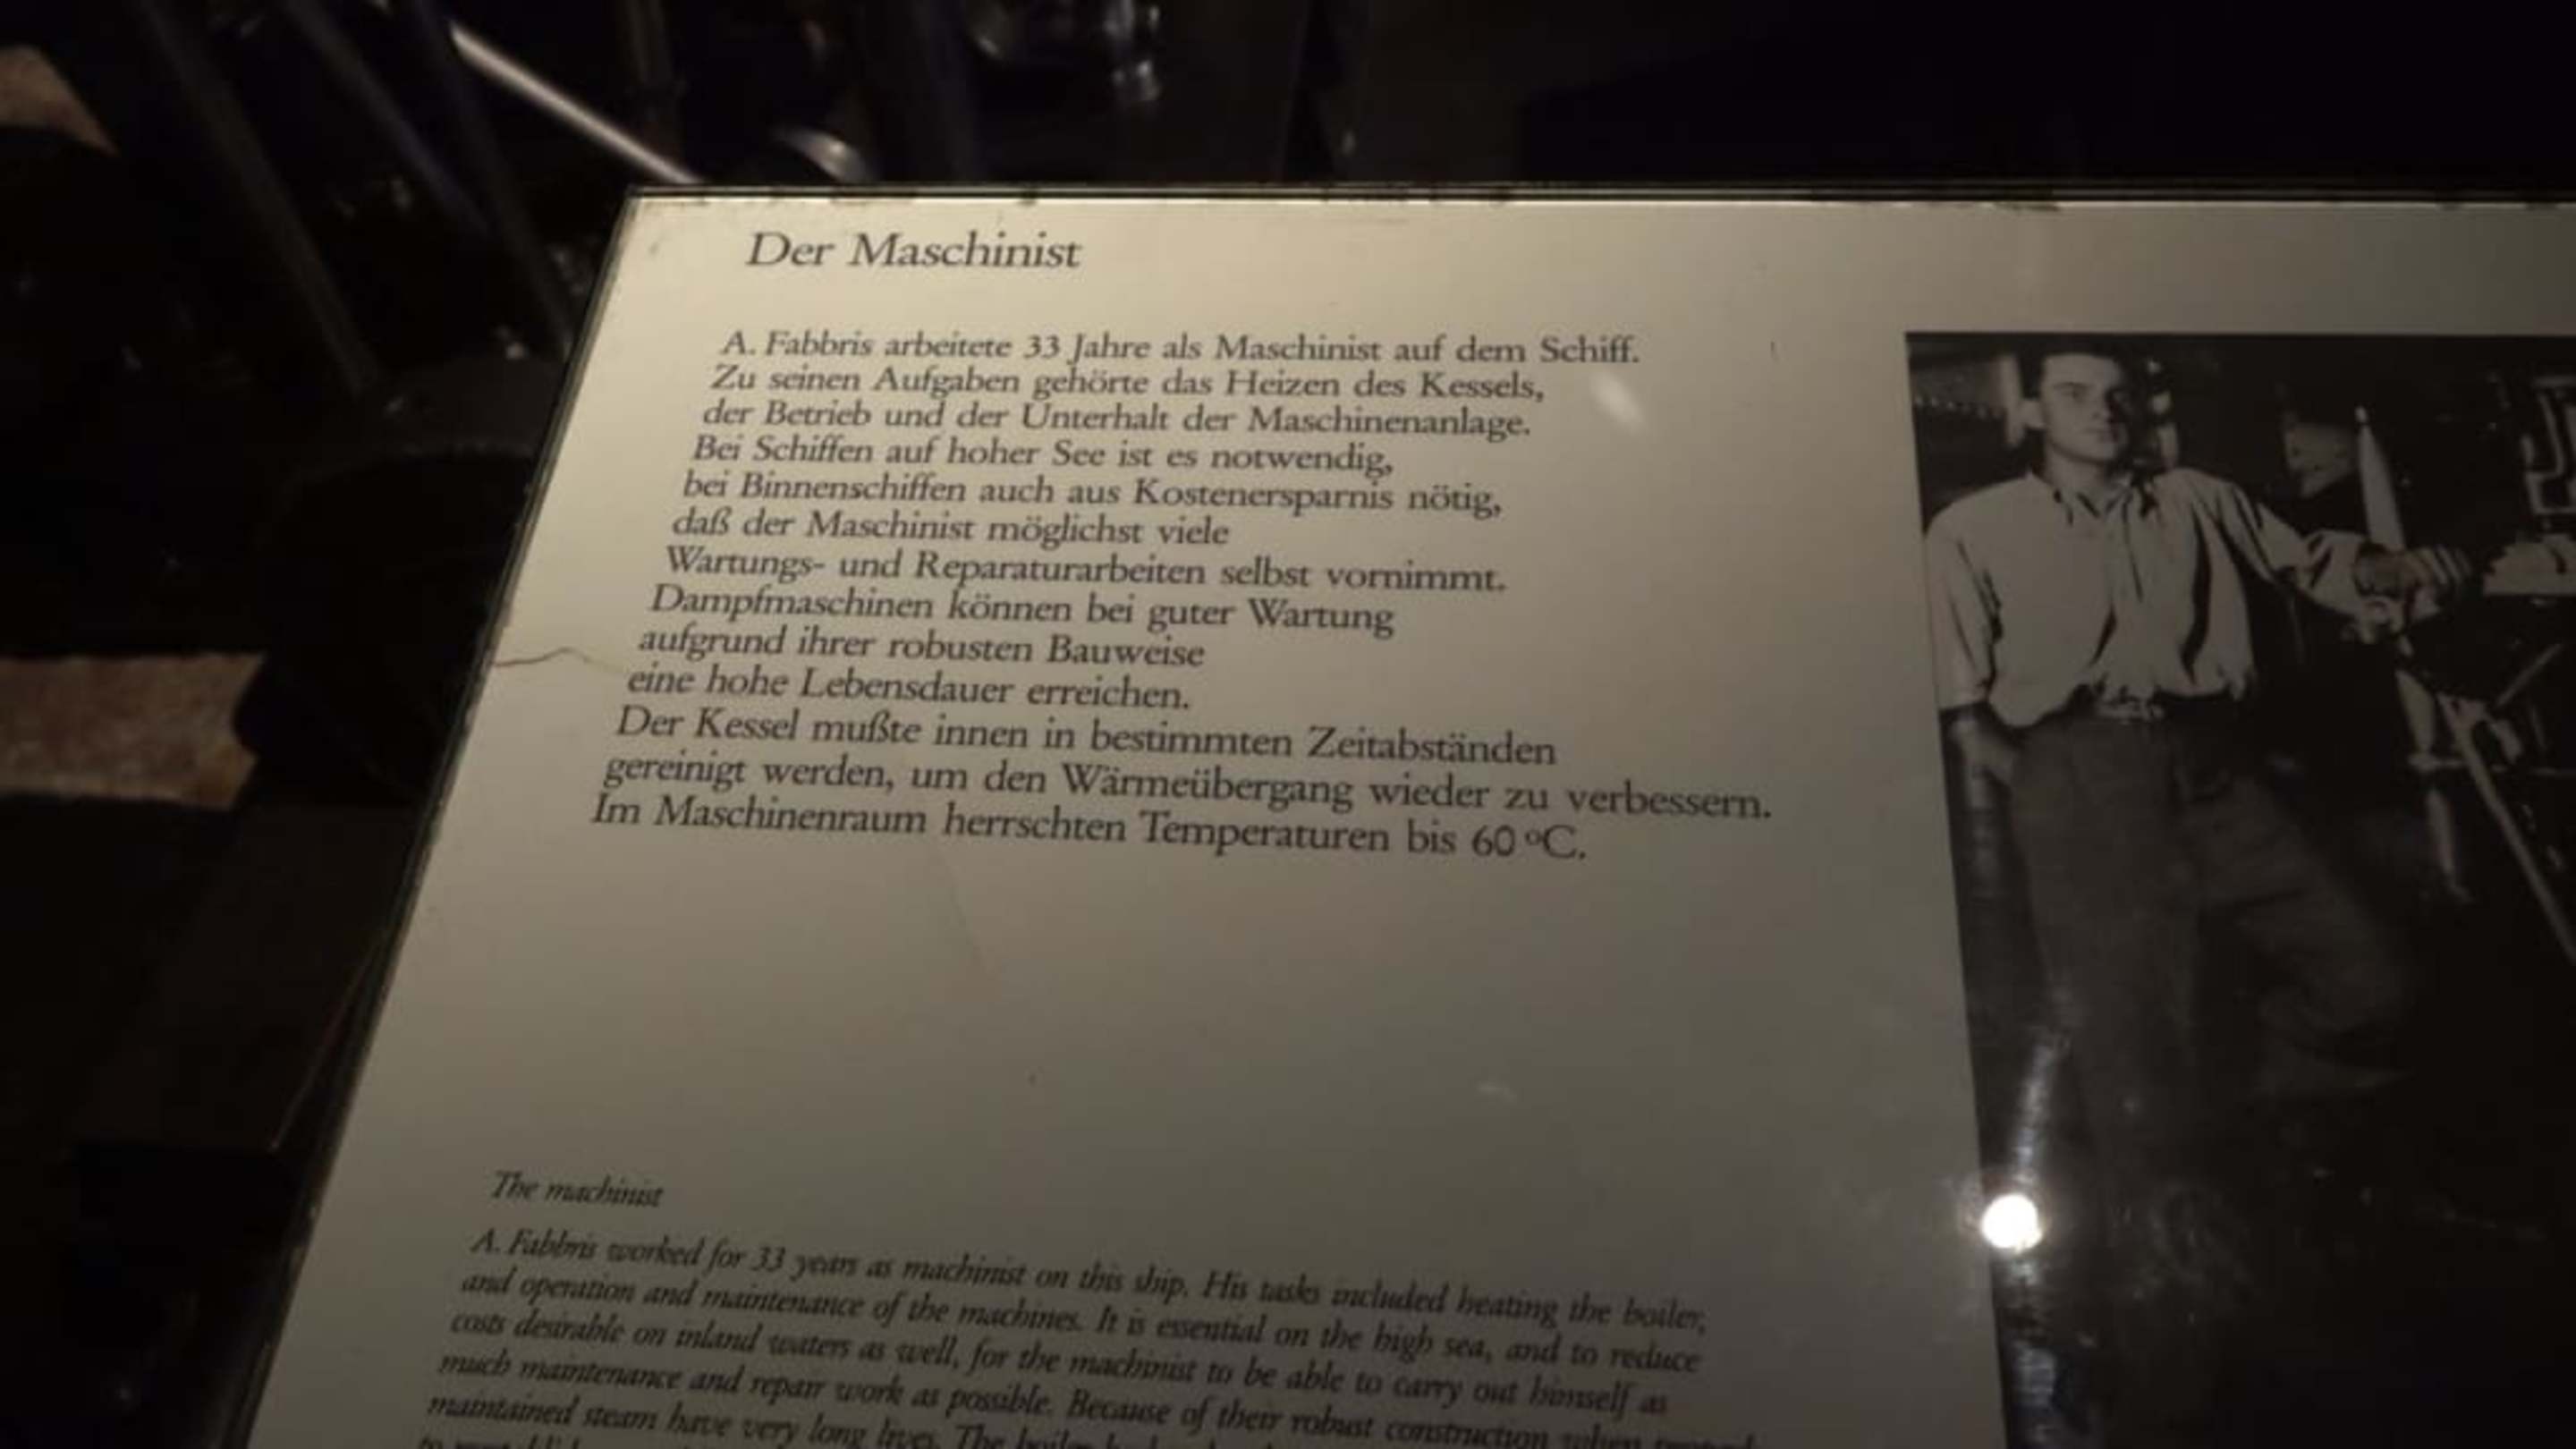 Der Maschinist
A. Fabbris arbeitete 33 Jahre als Maschinist auf dem Schiff.
Zu seinen Aufgaben gehörte das Heizen des Kessels,
der Betrieb und der Unterhalt der Maschinenanlage.
Bei Schiffen auf hoher See ist es notwendig,
bei Binnenschiffen auch aus Kostenersparnis nötig,
daß der Maschinist möglichst viele
Wartungs- und Reparaturarbeiten selbst vornimmt.
Dampfmaschinen können bei guter Wartung
aufgrund ihrer robusten Bauweise
eine hohe Lebensdauer erreichen.
Der Kessel mußte innen in bestimmten Zeitabständen
gereinigt werden, um den Wärmeübergang wieder zu verbessern.
Im Maschinenraum herrschten Temperaturen bis 60 °C.
The machinist
A. Fabbris worked for 33 years as machinist on this ship. His tasks included heating the boiler,
and operation and maintenance of the machines. It is essential on the high sea, and to reduce
costs desirable on inland waters as well, for the machinist to be able to carry out himself as
much maintenance and repair work as possible. Because of their robust construction when
maintained steam have very long lives. The boiler